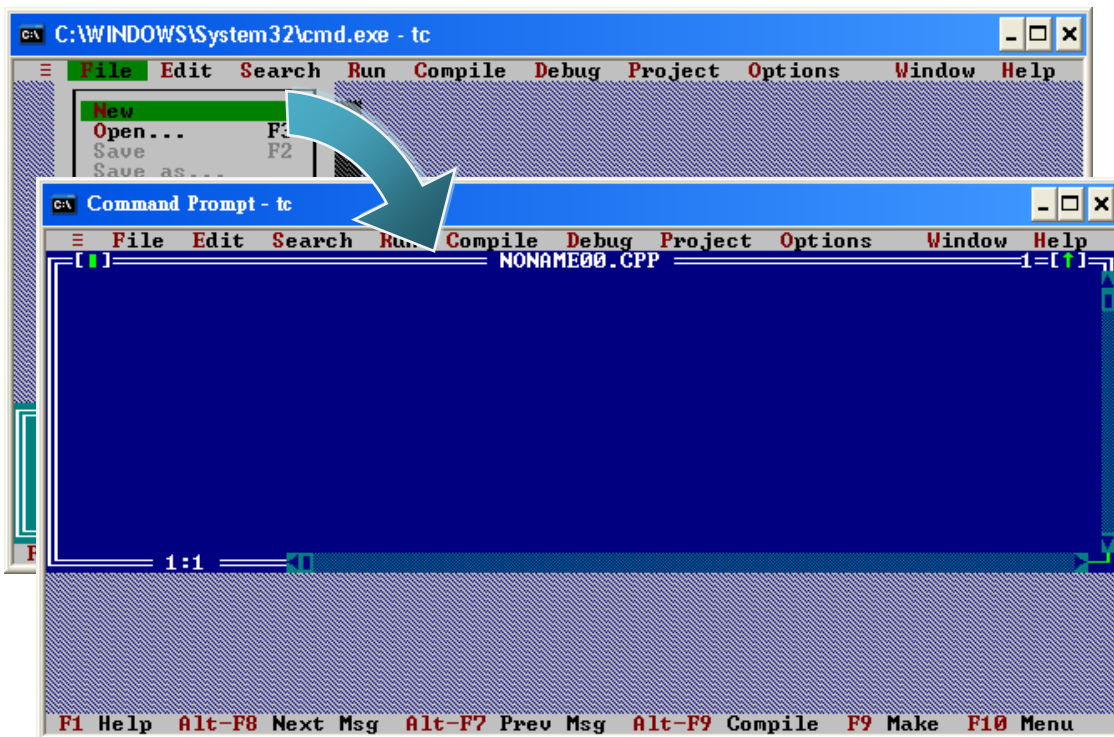 C:\WINDOWS\System32\cmd.exe - tc
≡ File Edit Search Run Compile Debug Project Options Window Help
New
Open... F3
Save F2
Save as...
Command Prompt - tc
≡ File Edit Search Run Compile Debug Project Options Window Help
[■] NONAME00.CPP 1=[↑]
1:1
F1 Help Alt-F8 Next Msg Alt-F7 Prev Msg Alt-F9 Compile F9 Make F10 Menu